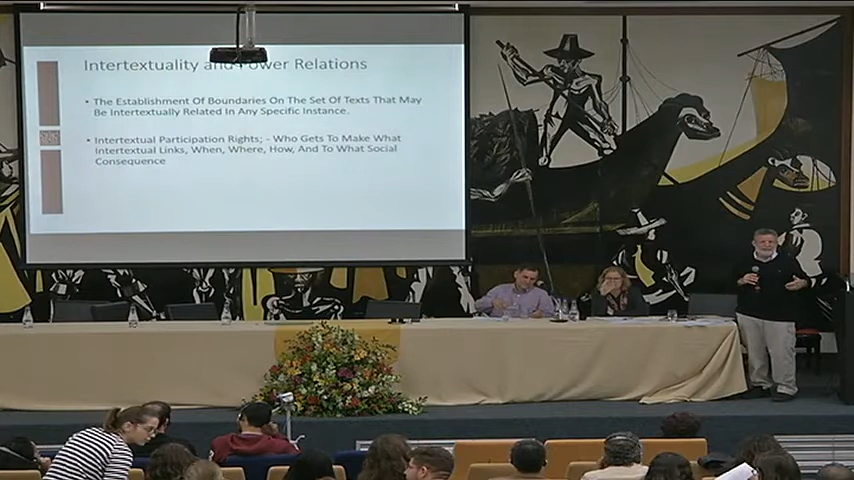 Intertextuality and Power Relations
• The Establishment Of Boundaries On The Set Of Texts That May
Be Intertextually Related In Any Specific Instance.
• Intertextual Participation Rights; - Who Gets To Make What
Intertextual Links, When, Where, How, And To What Social
Consequence